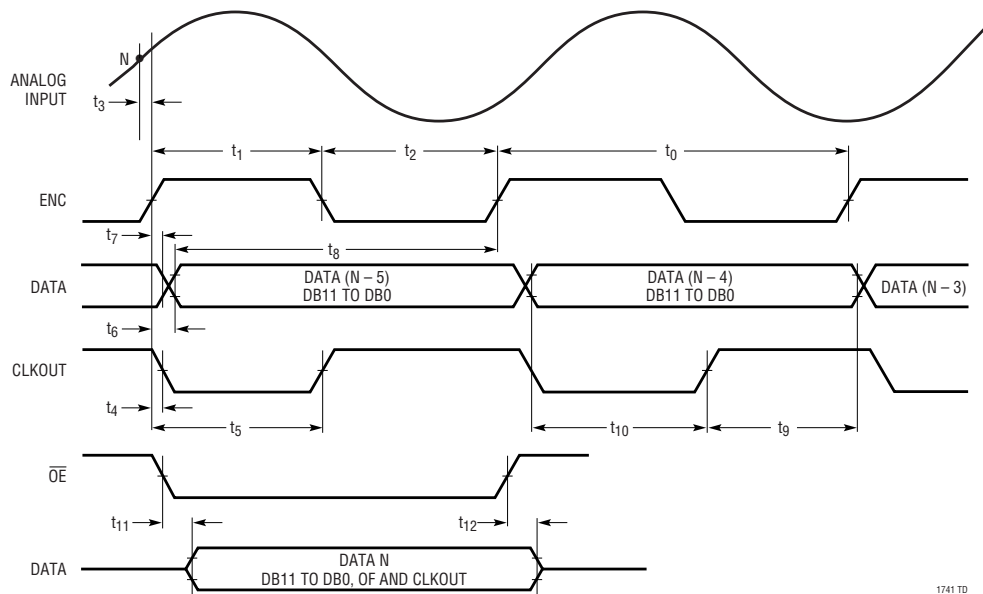 N
ANALOG
INPUT
t3
t1
t2
t0
ENC
t7
t8
DATA
DATA (N – 5)
DB11 TO DB0
DATA (N – 4)
DB11 TO DB0
DATA (N – 3)
t6
CLKOUT
t4
t5
t10
t9
OE
t11
t12
DATA
DATA N
DB11 TO DB0, OF AND CLKOUT
1741 TD